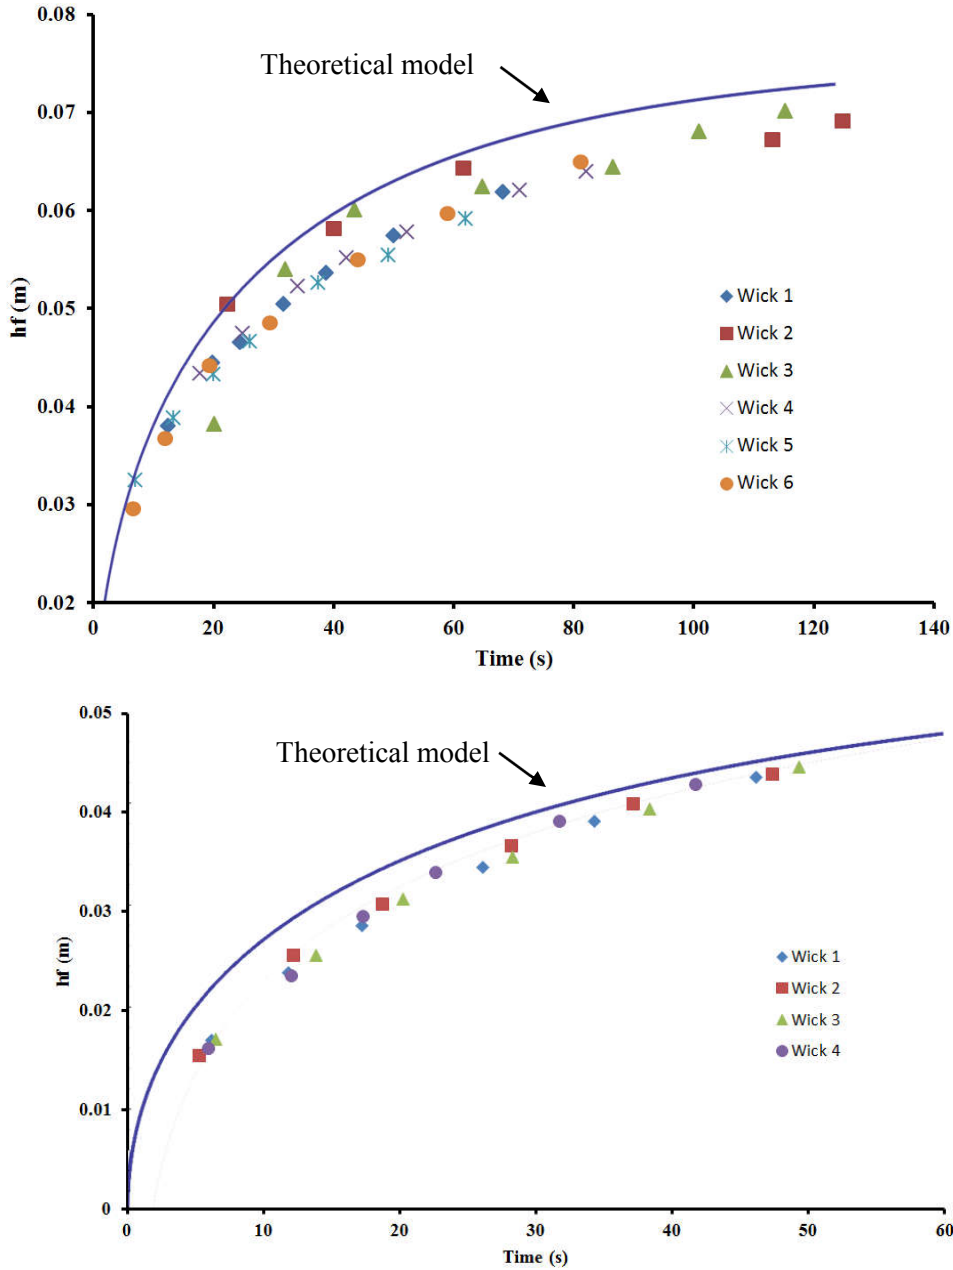 0.08
Theoretical model
0.07
0.06
0.05
0.04
0.03
0.02
hf (m)
Wick 1
Wick 2
Wick 3
Wick 4
Wick 5
Wick 6
0 20 40 60 80 100 120 140
Time (s)
0.05
Theoretical model
0.04
0.03
0.02
0.01
0
hf (m)
Wick 1
Wick 2
Wick 3
Wick 4
0 10 20 30 40 50 60
Time (s)